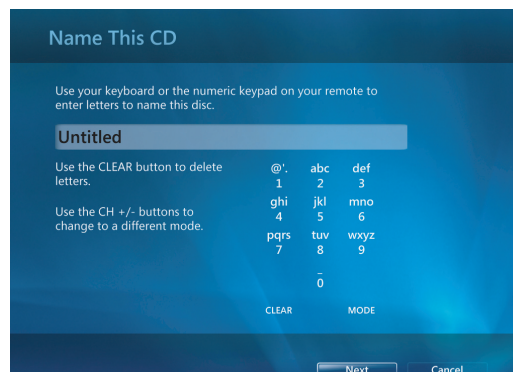 Name This CD
Use your keyboard or the numeric keypad on your remote to
enter letters to name this disc.
Untitled
Use the CLEAR button to delete
letters.
Use the CH +/- buttons to
change to a different mode.
@'. abc def
1 2 3
ghi jkl mno
4 5 6
pqrs tuv wxyz
7 8 9
_
0
CLEAR MODE
Next Cancel